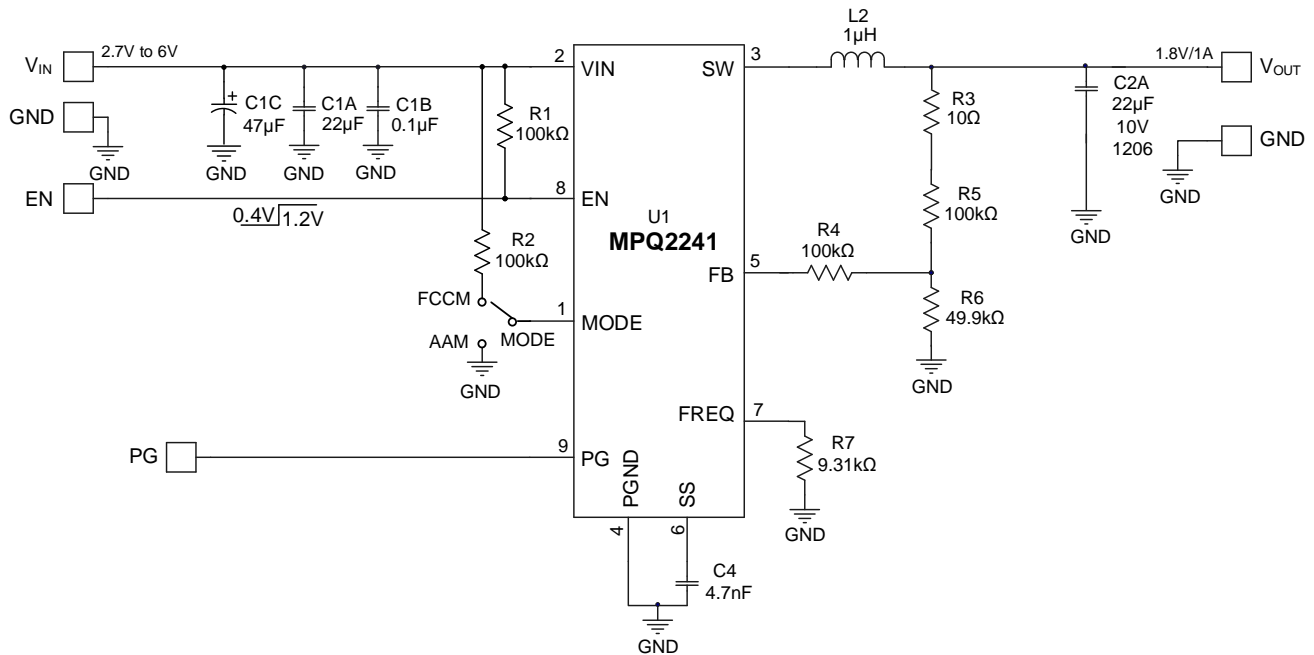 L2
1µH
V_IN
2.7V to 6V
2
VIN
SW
3
1.8V/1A
V_OUT
C1C
47µF
+
C1A
22µF
C1B
0.1µF
R1
100kΩ
R3
10Ω
C2A
22µF
10V
1206
GND
GND
GND
GND
GND
GND
GND
EN
8
EN
0.4V
1.2V
U1
MPQ2241
R5
100kΩ
GND
R2
100kΩ
R4
100kΩ
FB
5
R6
49.9kΩ
FCCM
1
MODE
AAM
MODE
GND
GND
FREQ
7
R7
9.31kΩ
PG
9
PG
PGND
SS
4
6
GND
C4
4.7nF
GND